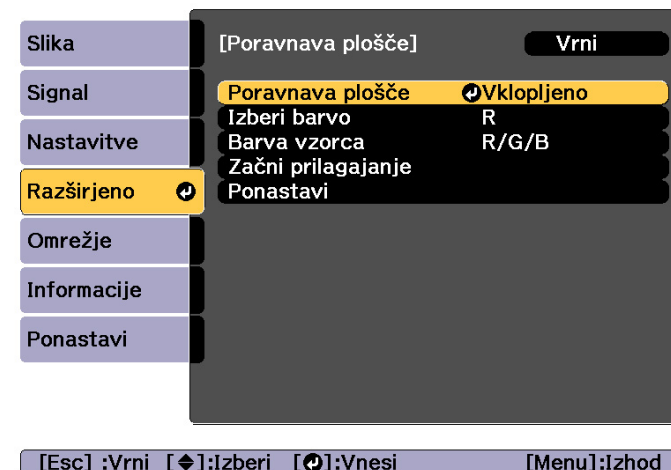 Slika
Signal
Nastavitve
Razširjeno
Omrežje
Informacije
Ponastavi
[Poravnava plošče] Vrni
Poravnava plošče Vklopljeno
Izberi barvo R
Barva vzorca R/G/B
Začni prilagajanje
Ponastavi
[Esc] :Vrni [◆]:Izberi [↵]:Vnesi [Menu]:Izhod